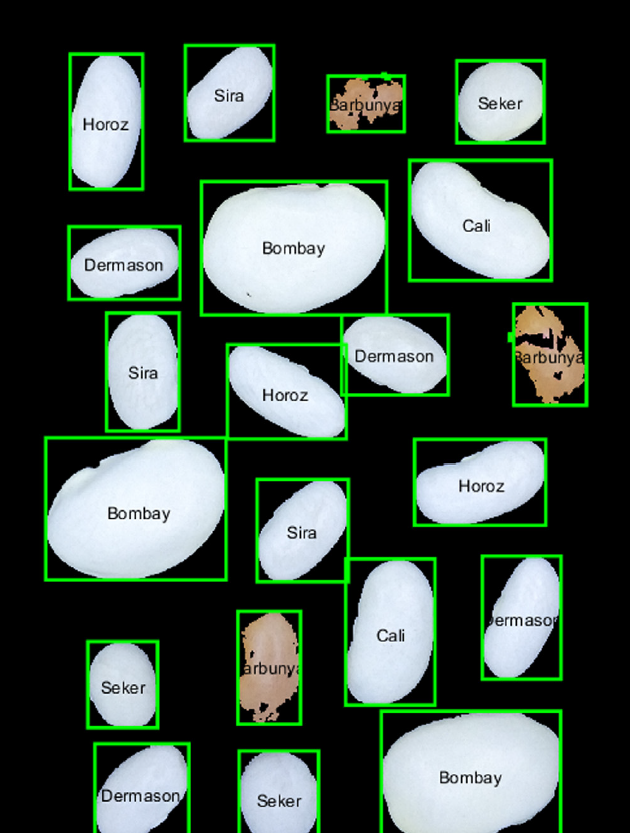 Horoz
Sira
Barbunya
Seker
Dermason
Bombay
Cali
Sira
Horoz
Dermason
Barbunya
Bombay
Sira
Horoz
Seker
Barbunya
Cali
Dermason
Dermason
Seker
Bombay